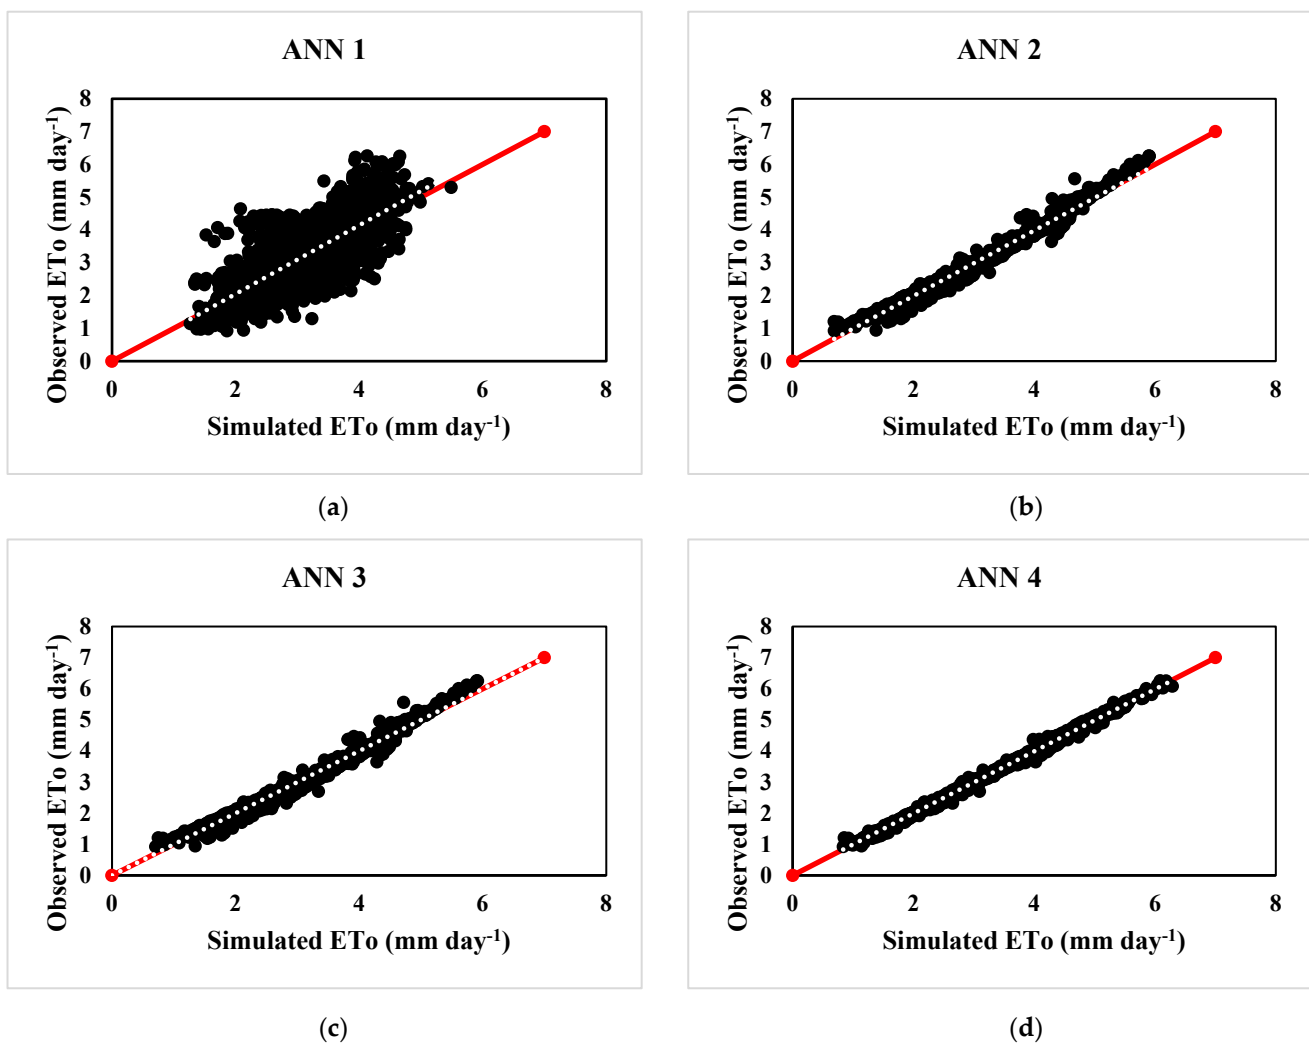 ANN 1
Observed ETo (mm day-1)
8
7
6
5
4
3
2
1
0
0 2 4 6 8
Simulated ETo (mm day-1)
(a)
ANN 2
Observed ETo (mm day-1)
8
7
6
5
4
3
2
1
0
0 2 4 6 8
Simulated ETo (mm day-1)
(b)
ANN 3
Observed ETo (mm day-1)
8
7
6
5
4
3
2
1
0
0 2 4 6 8
Simulated ETo (mm day-1)
(c)
ANN 4
Observed ETo (mm day-1)
8
7
6
5
4
3
2
1
0
0 2 4 6 8
Simulated ETo (mm day-1)
(d)